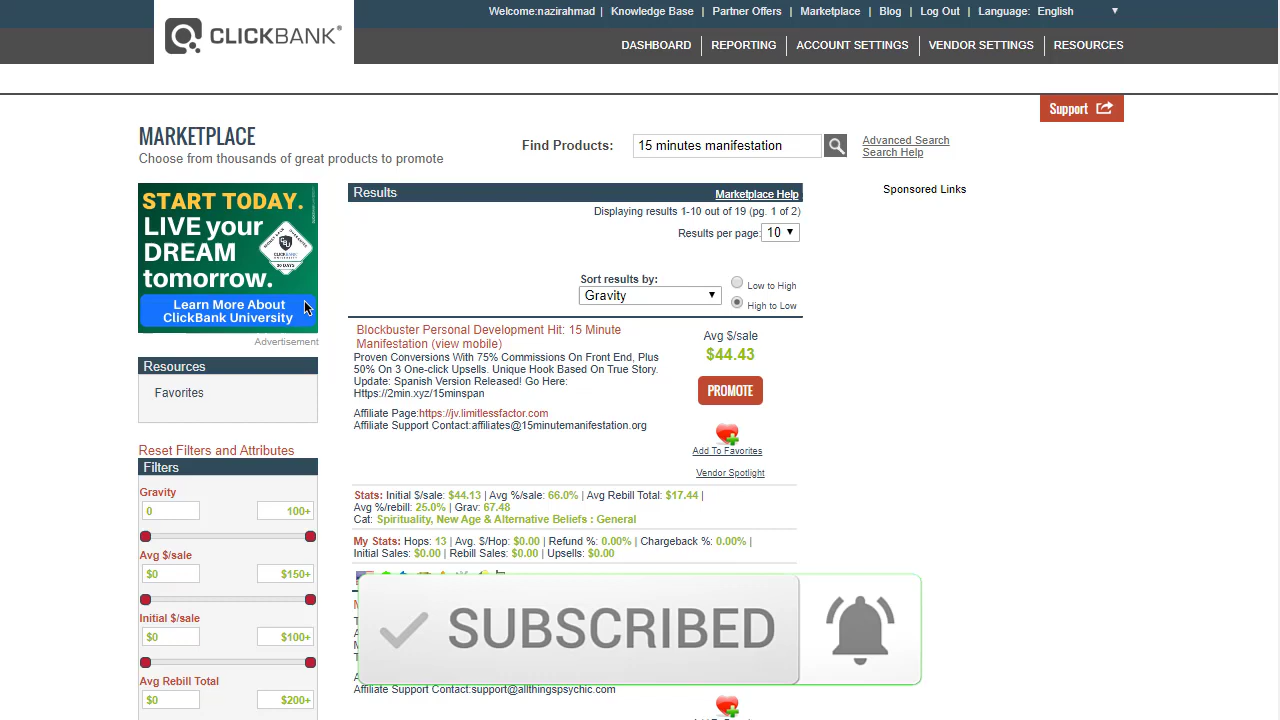 Welcome:nazirahmad | Knowledge Base | Partner Offers | Marketplace | Blog | Log Out | Language: English
CLICKBANK®
DASHBOARD REPORTING ACCOUNT SETTINGS VENDOR SETTINGS RESOURCES
Support
MARKETPLACE
Choose from thousands of great products to promote
Find Products: 15 minutes manifestation
Advanced Search
Search Help
START TODAY.
LIVE your
DREAM
tomorrow.
Learn More About
ClickBank University
Advertisement
Resources
Favorites
Reset Filters and Attributes
Filters
Gravity
0 100+
Avg $/sale
$0 $150+
Initial $/sale
$0 $100+
Avg Rebill Total
$0 $200+
Results Marketplace Help
Displaying results 1-10 out of 19 (pg. 1 of 2)
Results per page: 10
Sort results by:
Gravity
Low to High
High to Low
Blockbuster Personal Development Hit: 15 Minute
Manifestation (view mobile)
Proven Conversions With 75% Commissions On Front End, Plus
50% On 3 One-click Upsells. Unique Hook Based On True Story.
Update: Spanish Version Released! Go Here:
Https://2min.xyz/15minspan
Affiliate Page:https://jv.limitlessfactor.com
Affiliate Support Contact:affiliates@15minutemanifestation.org
Avg $/sale
$44.43
PROMOTE
Add To Favorites
Vendor Spotlight
Stats: Initial $/sale: $44.43 | Avg %/sale: 66.0% | Avg Rebill Total: $17.44 |
Avg %/rebill: 25.0% | Grav: 67.48
Cat: Spirituality, New Age & Alternative Beliefs : General
My Stats: Hops: 13 | Avg. $/Hop: $0.00 | Refund %: 0.00% | Chargeback %: 0.00% |
Initial Sales: $0.00 | Rebill Sales: $0.00 | Upsells: $0.00
SUBSCRIBED
Affiliate Support Contact:support@allthingspsychic.com
Sponsored Links